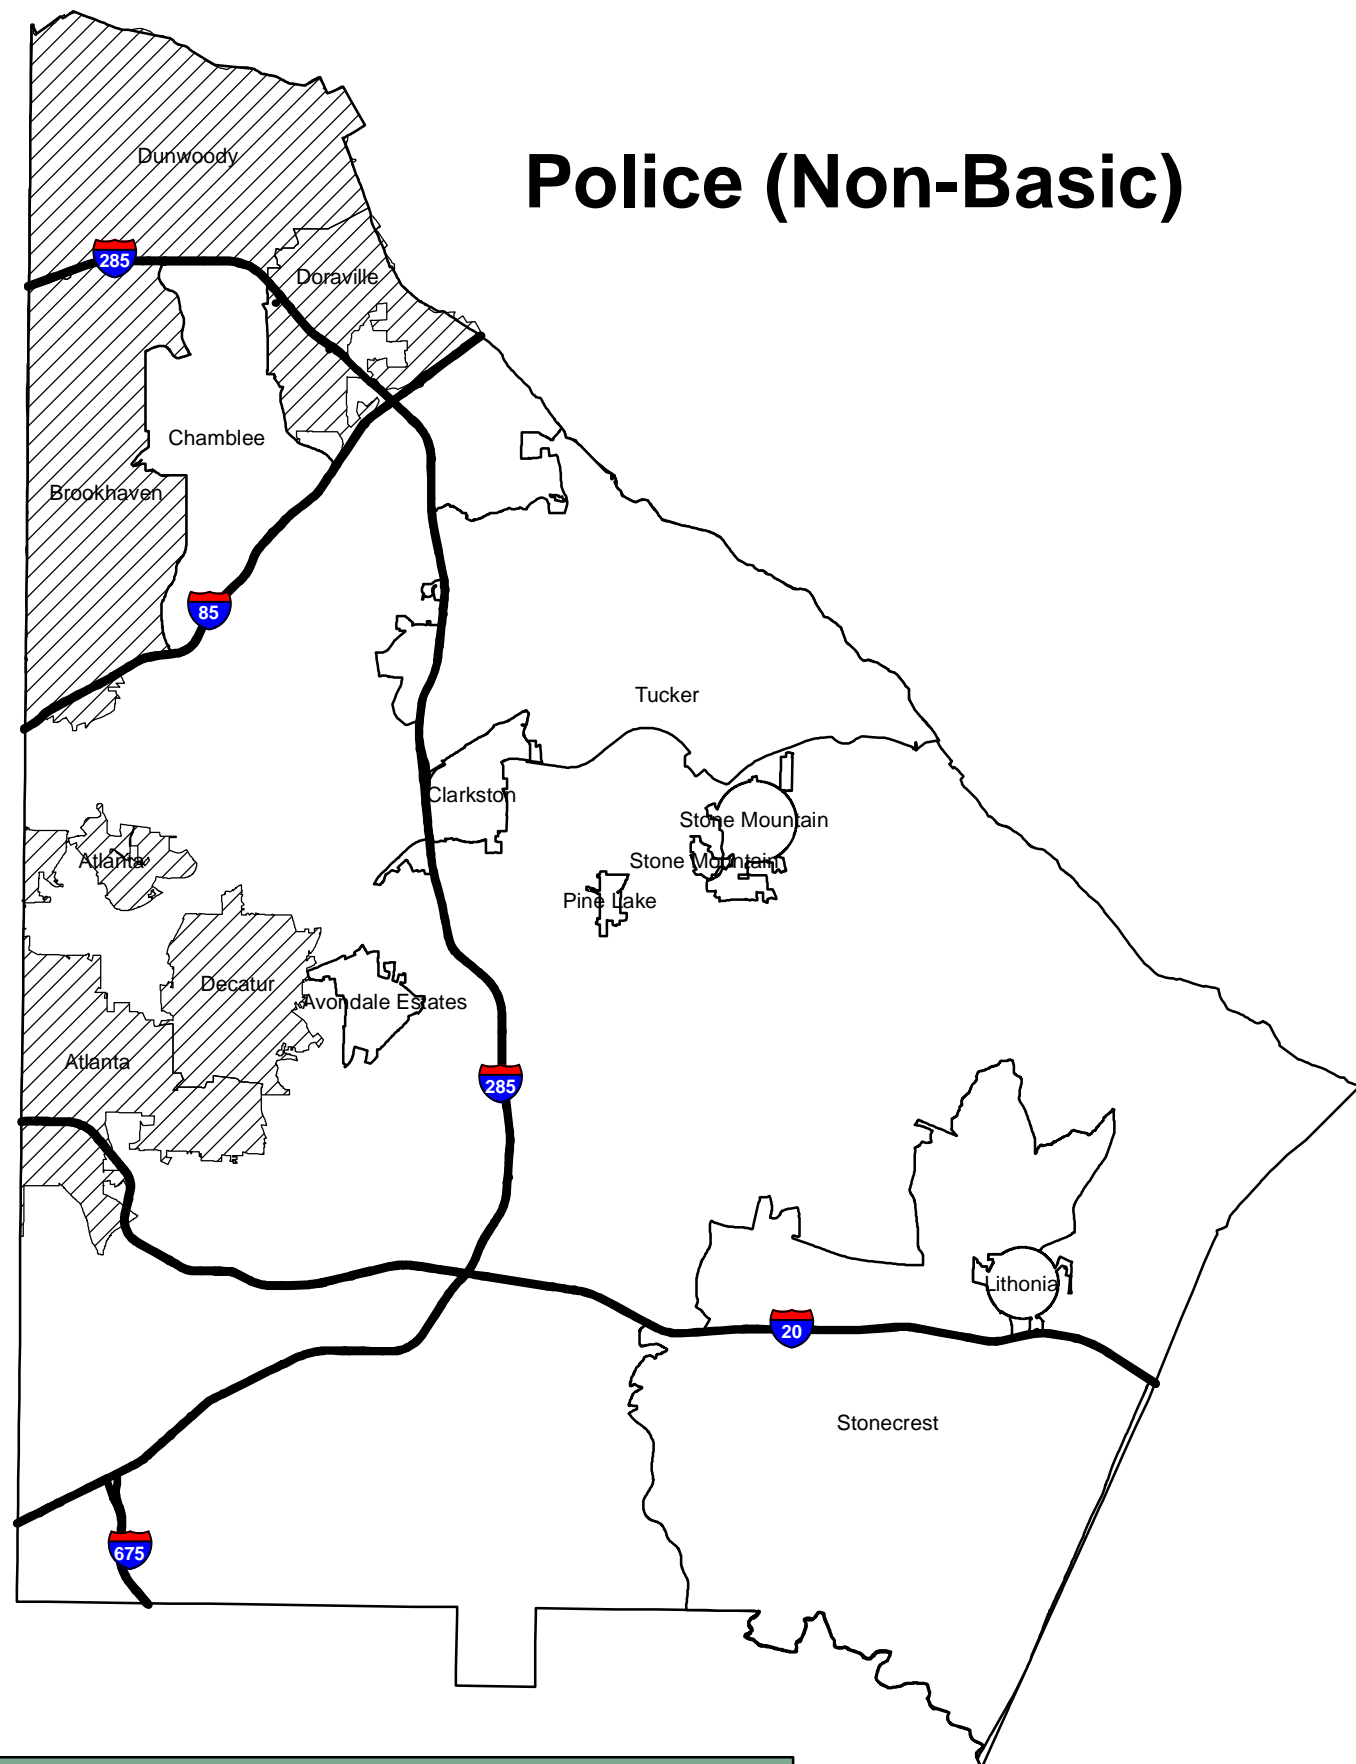 Dunwoody
Police (Non-Basic)
285
Doraville
Chamblee
Brookhaven
85
Tucker
Clarkston
Stone Mountain
Atlanta
Stone Mountain
Pine Lake
Decatur
Avondale Estates
Atlanta
285
Lithonia
20
Stonecrest
675